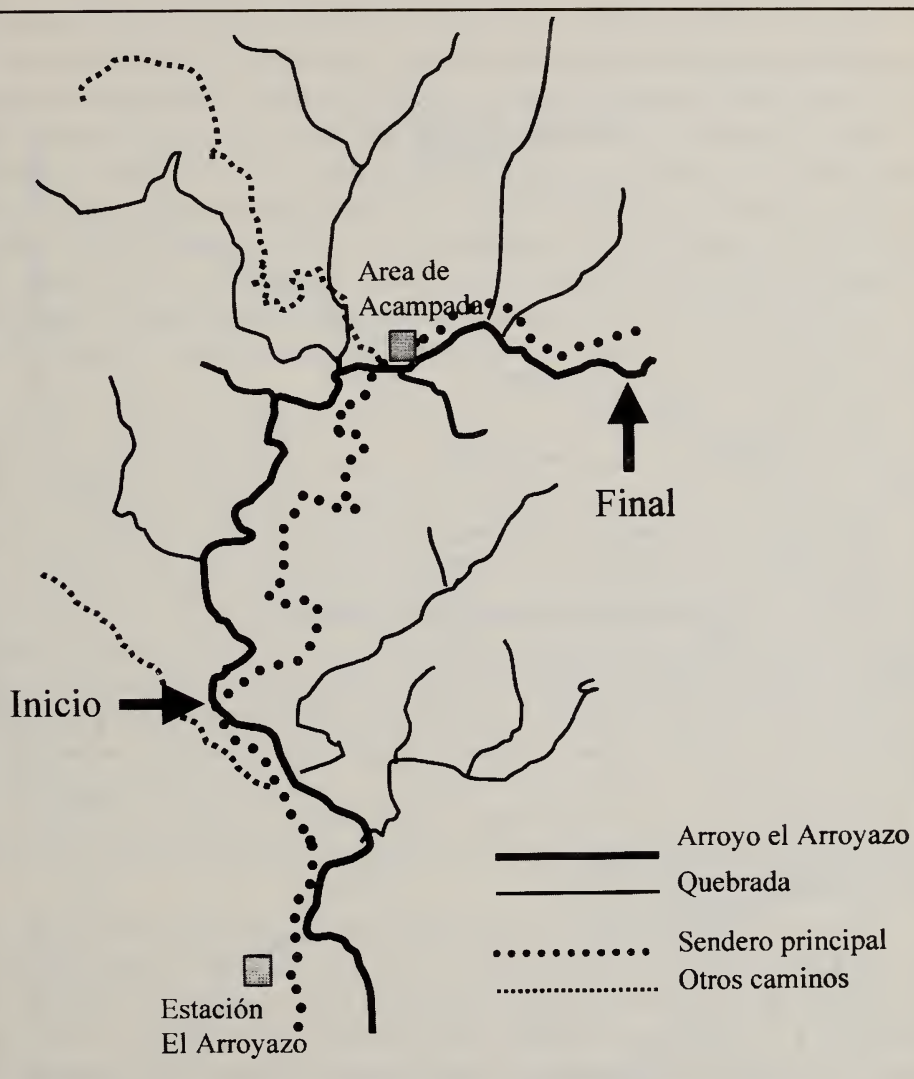 Area de
Acampada
Final
Inicio
Arroyo el Arroyazo
Quebrada
Sendero principal
Otros caminos
Estación
El Arroyazo